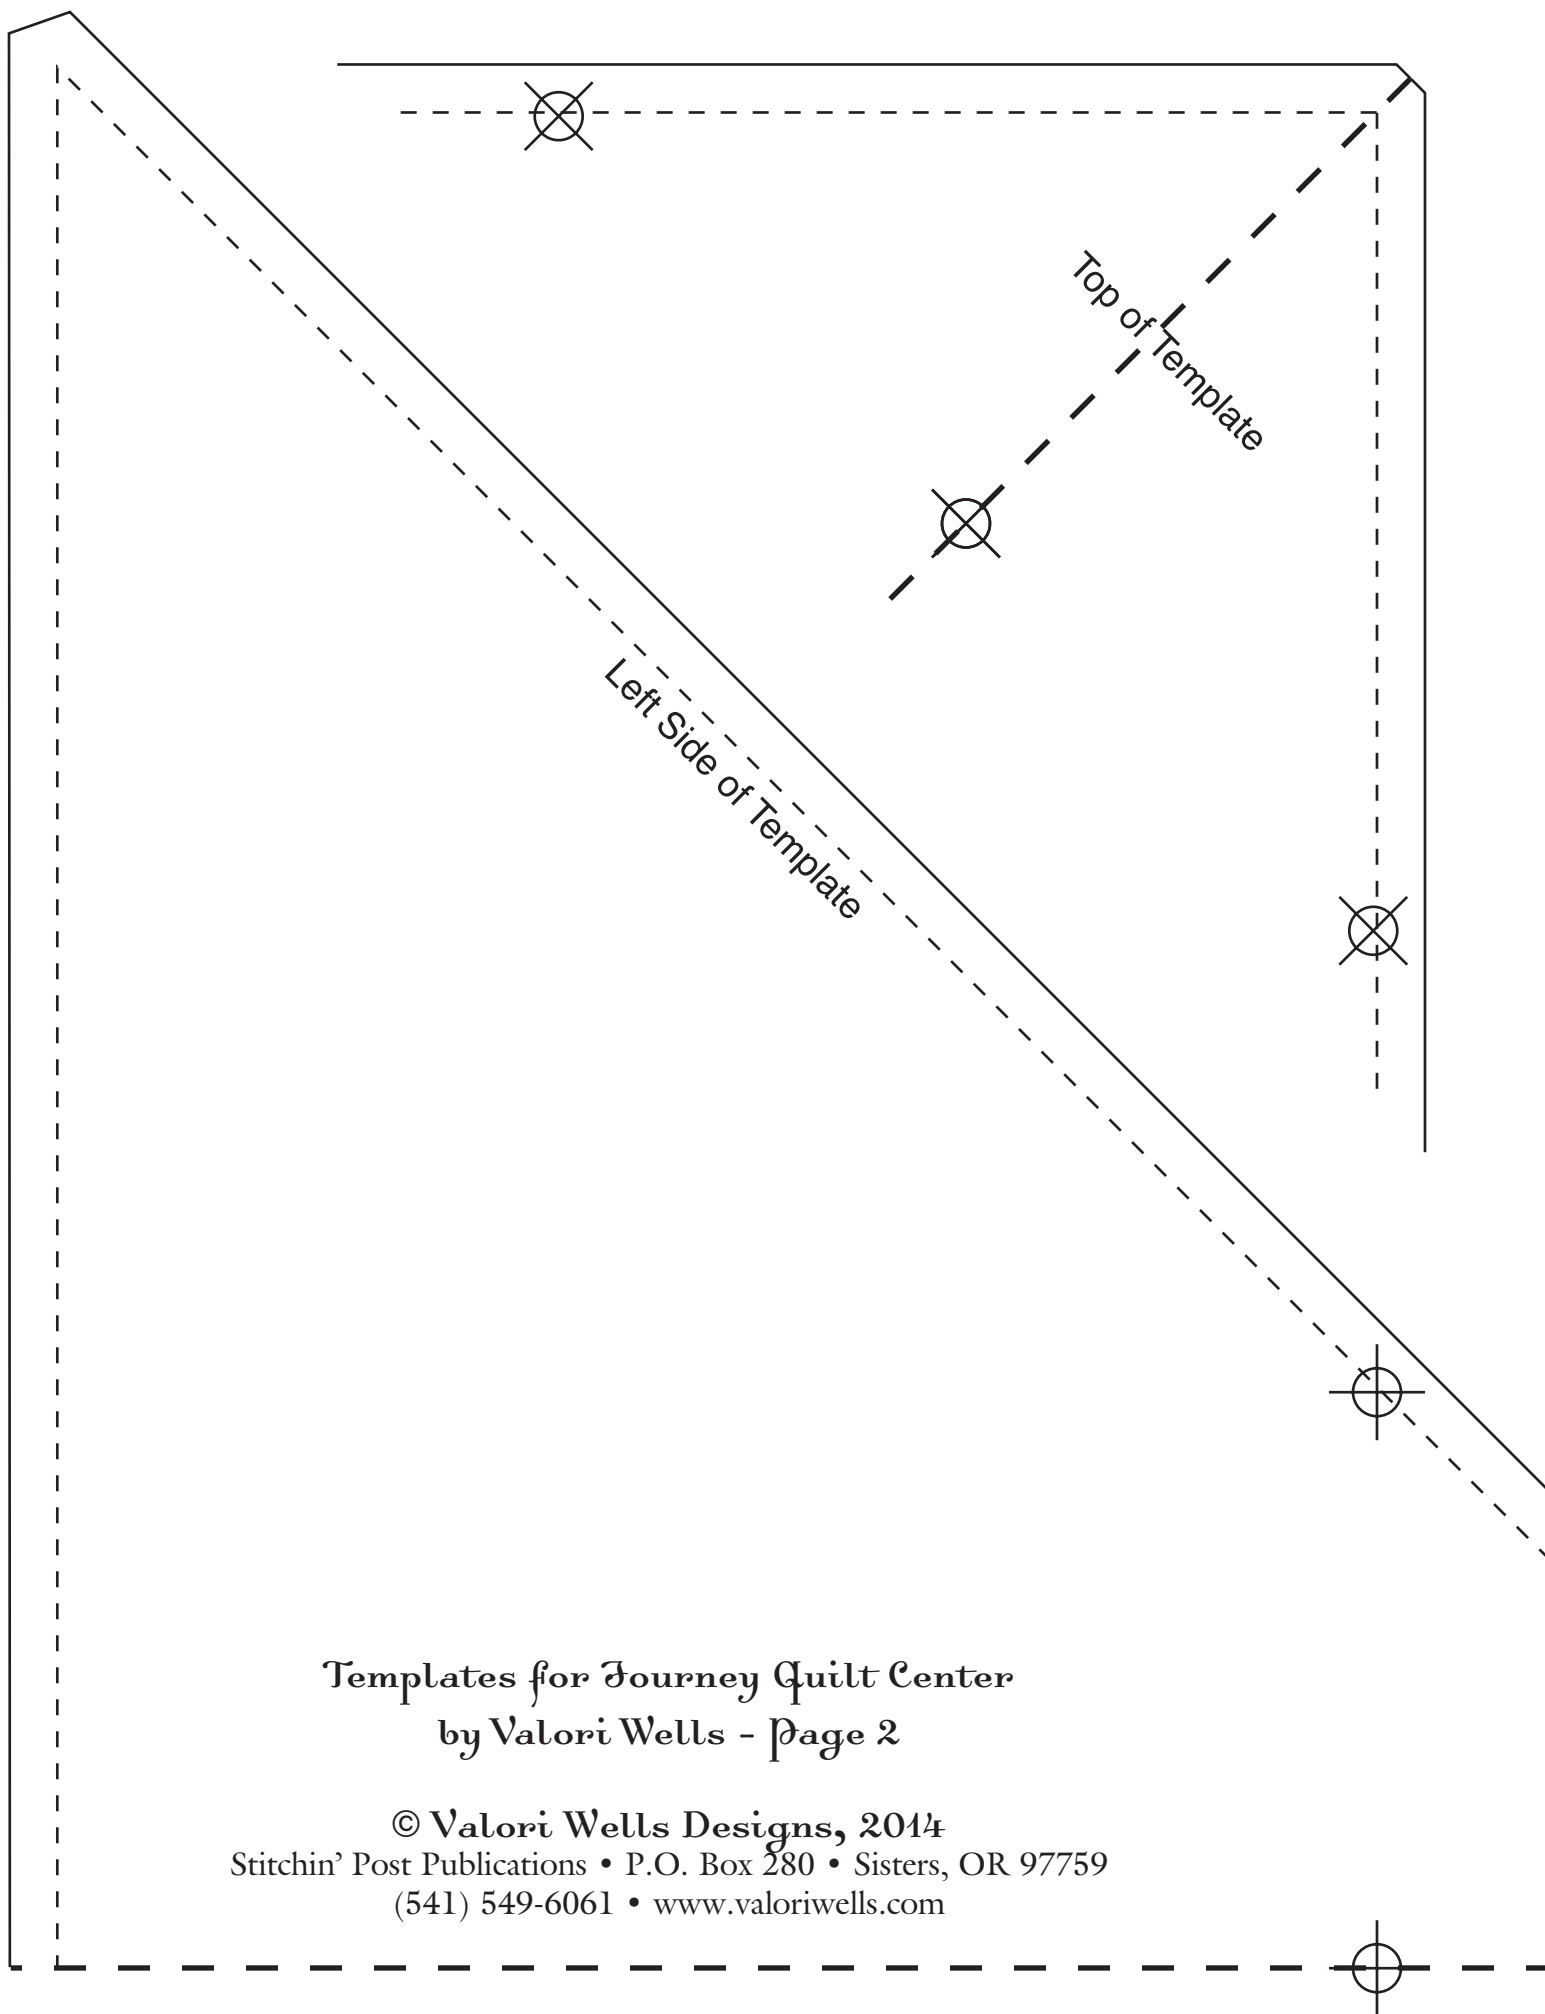 Top of Template
Left Side of Template
Templates for Journey Quilt Center
by Valori Wells - Page 2
© Valori Wells Designs, 2014
Stitchin’ Post Publications • P.O. Box 280 • Sisters, OR 97759
(541) 549-6061 • www.valoriwells.com